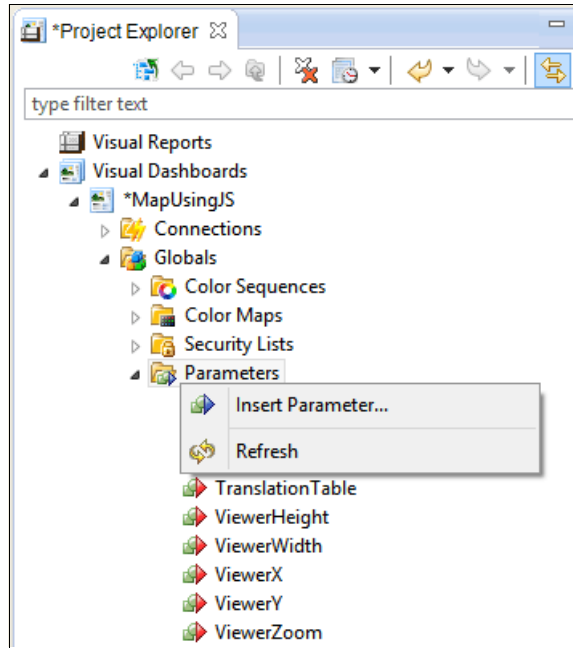 *Project Explorer
type filter text
Visual Reports
Visual Dashboards
*MapUsingJS
Connections
Globals
Color Sequences
Color Maps
Security Lists
Parameters
Insert Parameter...
Refresh
TranslationTable
ViewerHeight
ViewerWidth
ViewerX
ViewerY
ViewerZoom